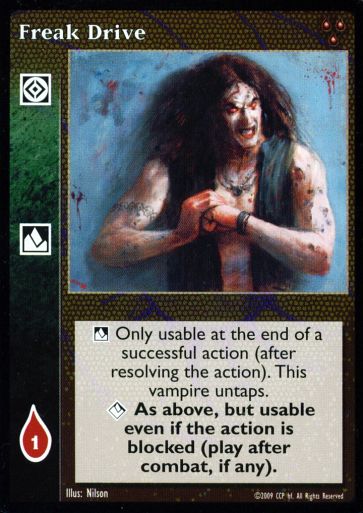 Freak Drive
Only usable at the end of a
successful action (after
resolving the action). This
vampire untaps.
As above, but usable
even if the action is
blocked (play after
combat, if any).
1
Illus: Nilson
©2009 CCP hf. All Rights Reserved